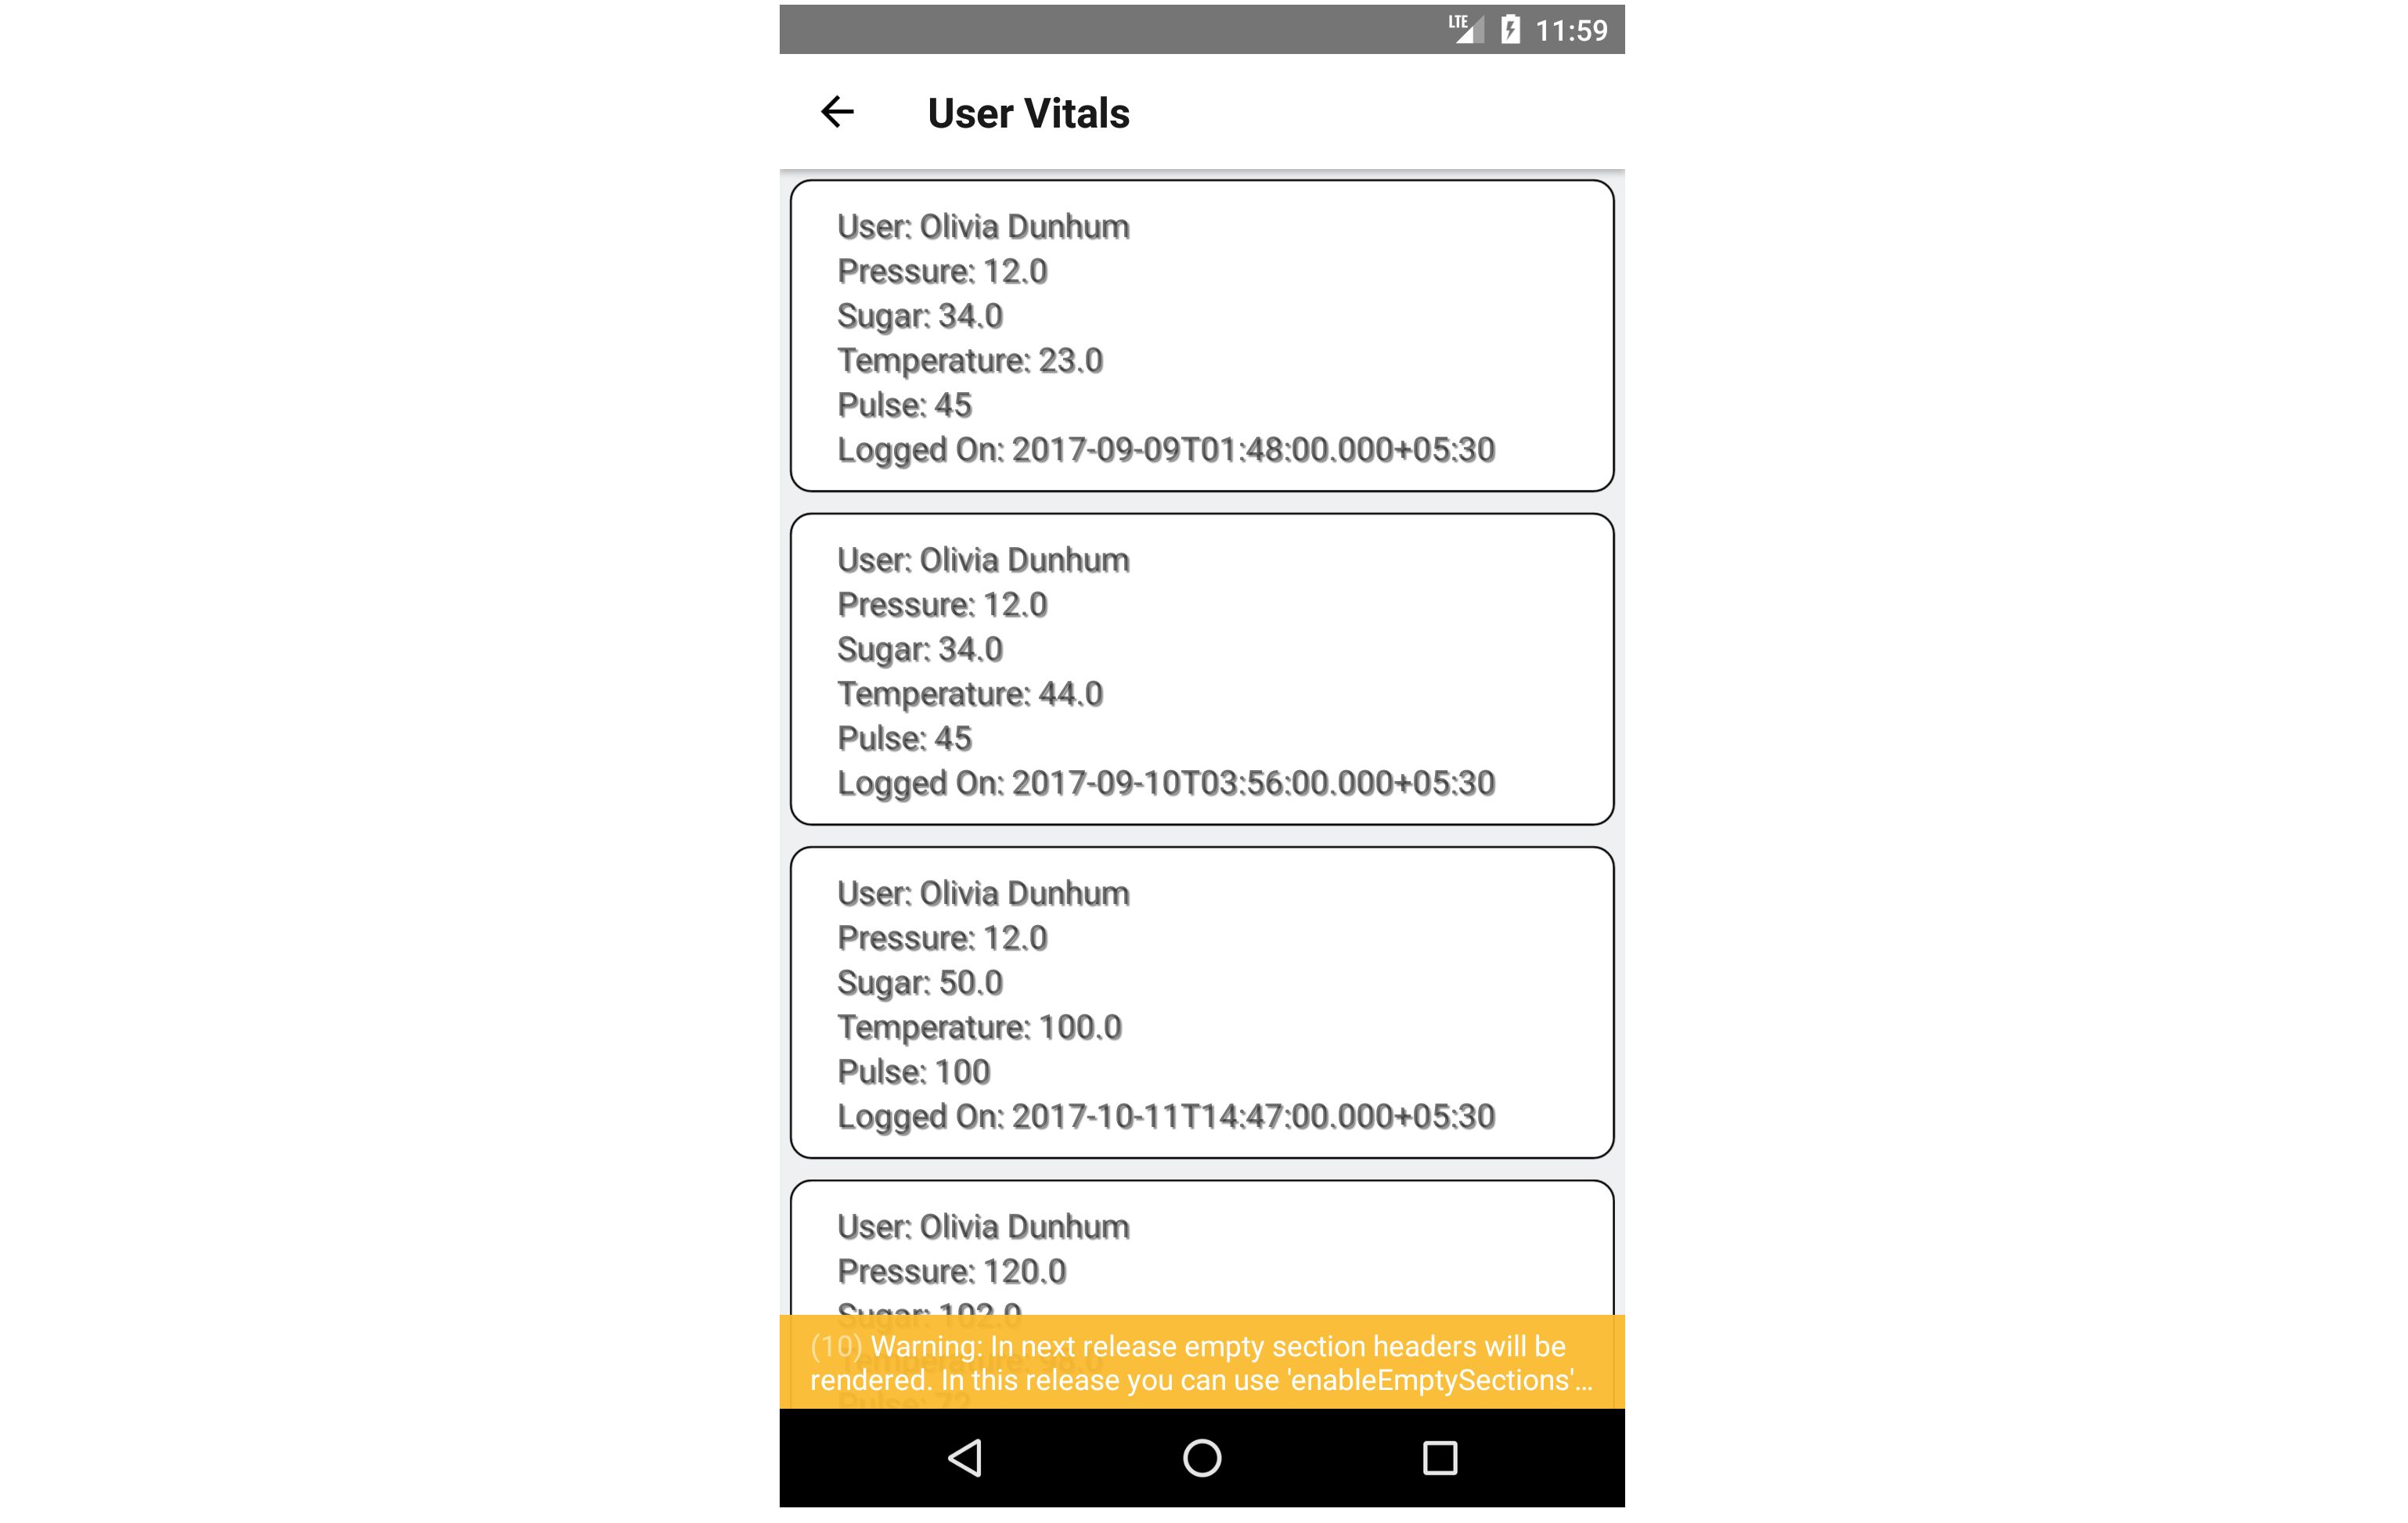 LTE 11:59
User Vitals
User: Olivia Dunhum
Pressure: 12.0
Sugar: 34.0
Temperature: 23.0
Pulse: 45
Logged On: 2017-09-09T01:48:00.000+05:30
User: Olivia Dunhum
Pressure: 12.0
Sugar: 34.0
Temperature: 44.0
Pulse: 45
Logged On: 2017-09-10T03:56:00.000+05:30
User: Olivia Dunhum
Pressure: 12.0
Sugar: 50.0
Temperature: 100.0
Pulse: 100
Logged On: 2017-10-11T14:47:00.000+05:30
User: Olivia Dunhum
Pressure: 120.0
Sugar: 102.0
(10) Warning: In next release empty section headers will be
Temperature: 98.0
rendered. In this release you can use 'enableEmptySections'...
Pulse: 72